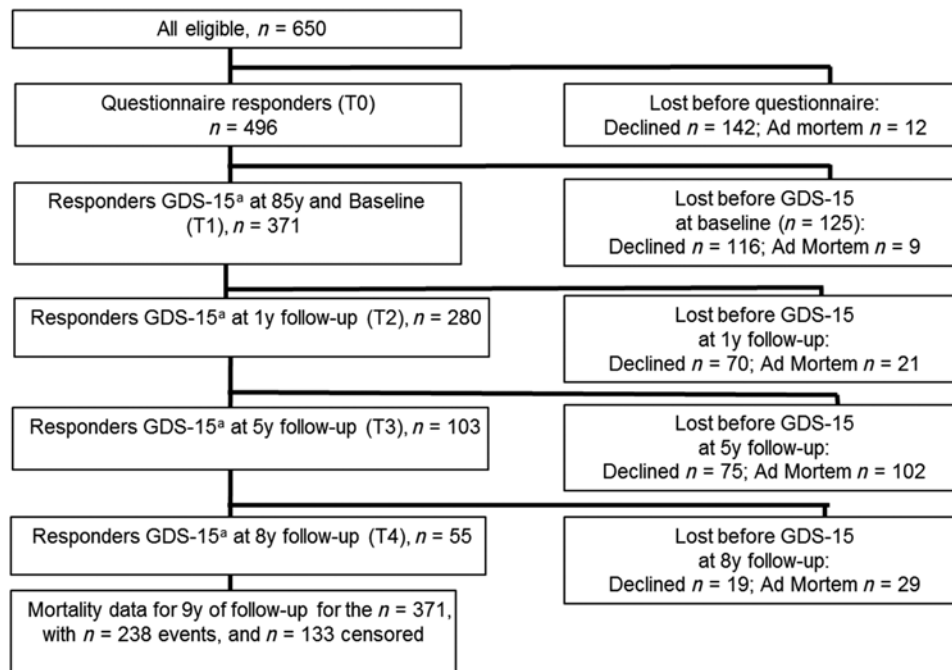 All eligible, n = 650
Questionnaire responders (T0)
n = 496
Lost before questionnaire:
Declined n = 142; Ad mortem n = 12
Responders GDS-15ª at 85y and Baseline
(T1), n = 371
Lost before GDS-15
at baseline (n = 125):
Declined = 116; Ad Mortem n = 9
Responders GDS-15ª at 1y follow-up (T2), n = 280
Lost before GDS-15
at 1y follow-up:
Declined n = 70; Ad Mortem n = 21
Responders GDS-15ª at 5y follow-up (T3), n = 103
Lost before GDS-15
at 5y follow-up:
Declined n = 75; Ad Mortem n = 102
Responders GDS-15ª at 8y follow-up (T4), n = 55
Lost before GDS-15
at 8y follow-up:
Declined n = 19; Ad Mortem n = 29
Mortality data for 9y of follow-up for the n = 371,
with n = 238 events, and n = 133 censored